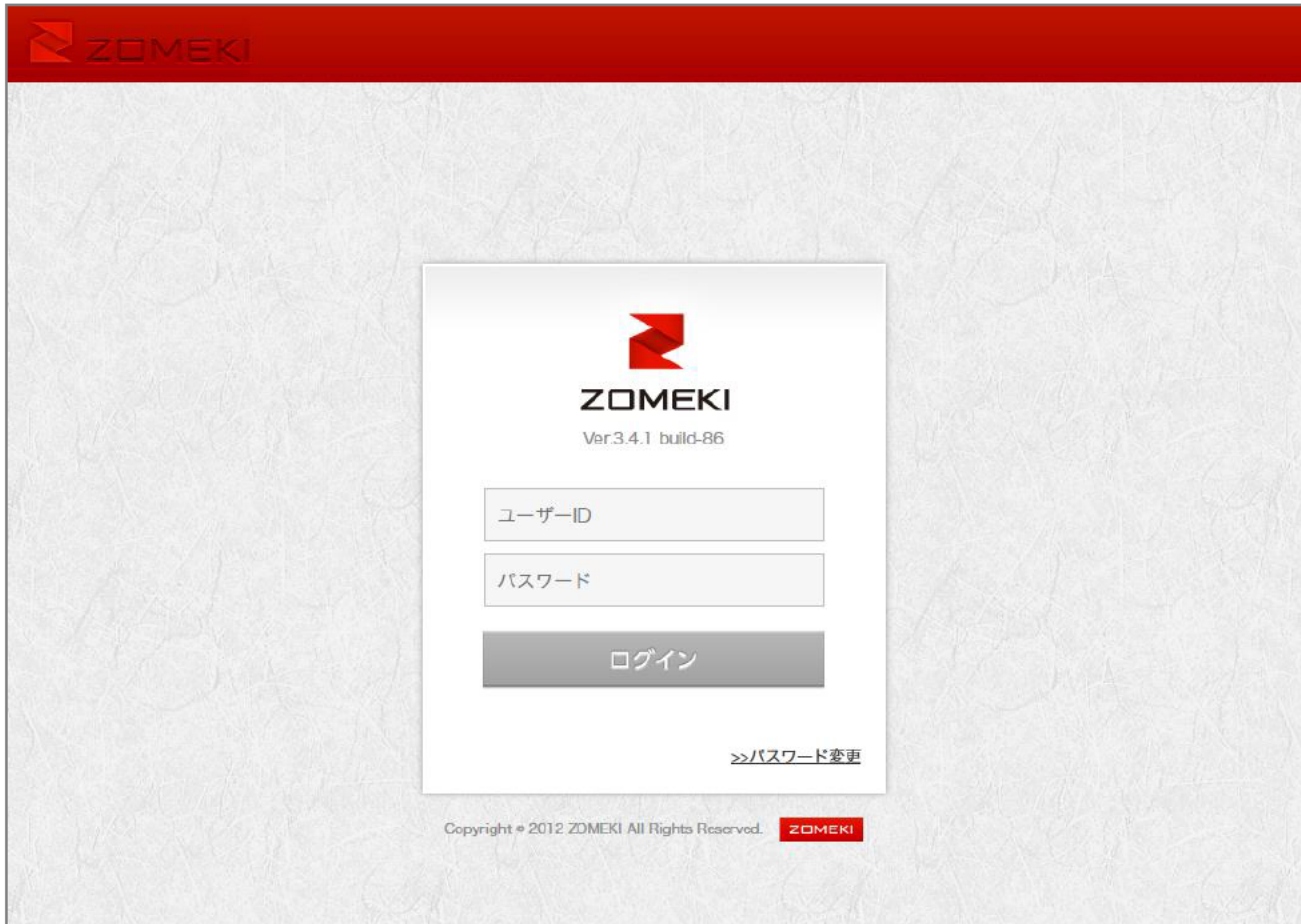 ZOMEKI
ZOMEKI
Ver.3.4.1 build-86
ユーザーID
パスワード
ログイン
>>パスワード変更
Copyright © 2012 ZOMEKI All Rights Reserved. ZOMEKI